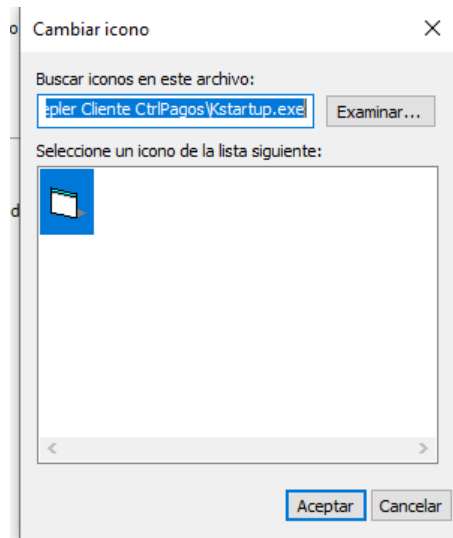 o
Cambiar icono
Buscar iconos en este archivo:
epler Cliente CtrlPagos\Kstartup.exe
Examinar...
Seleccione un icono de la lista siguiente:
d
Aceptar
Cancelar